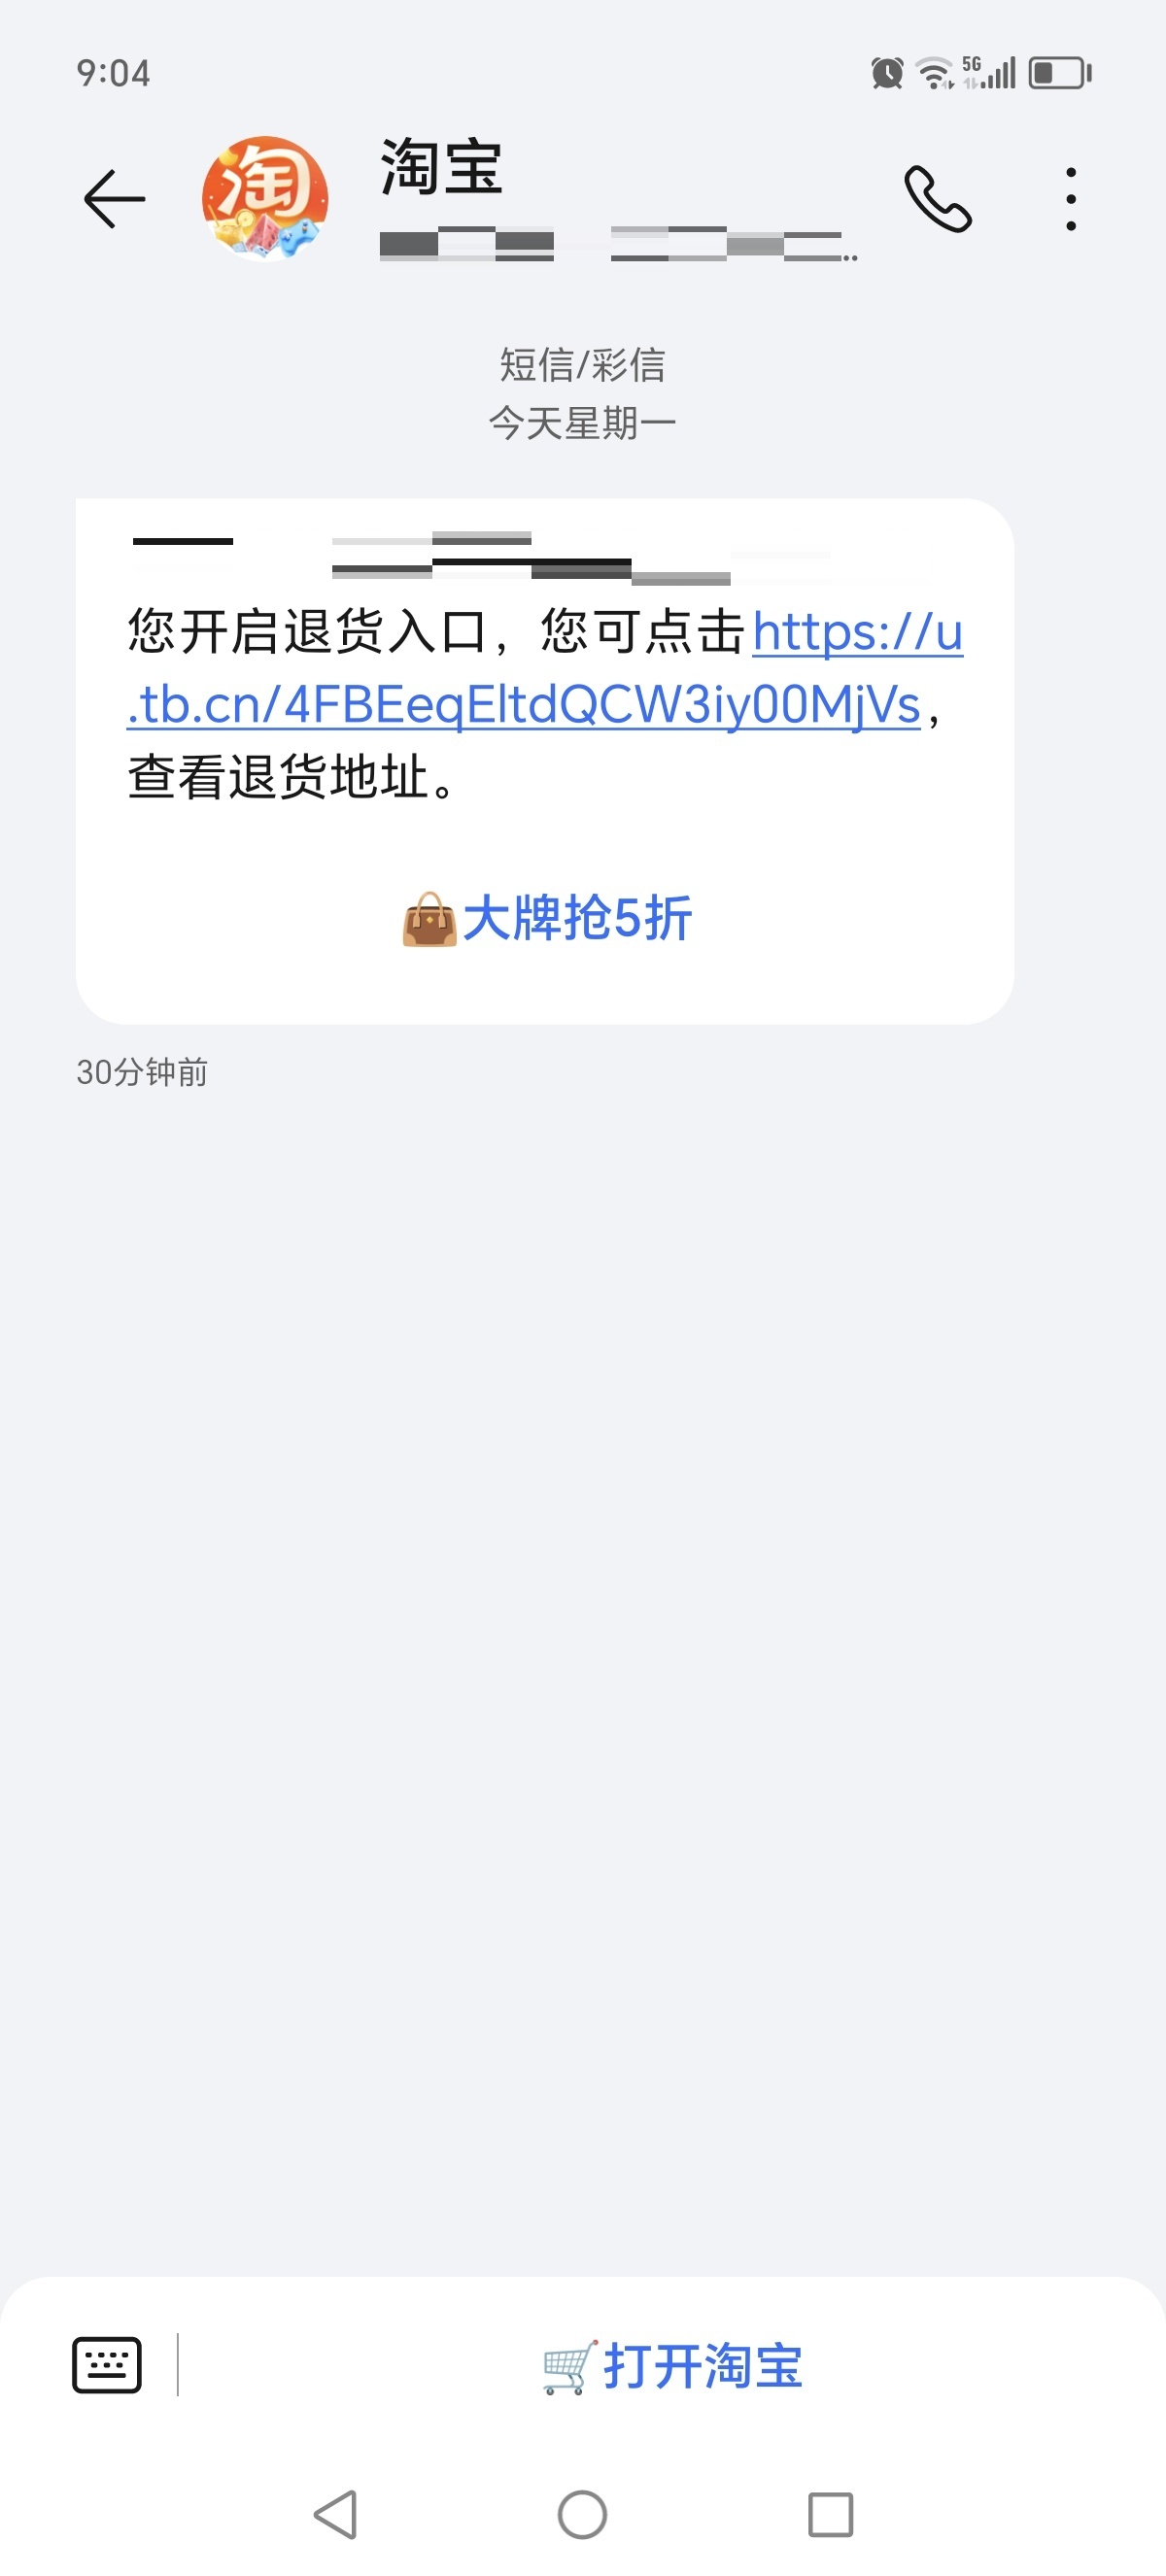 9:04
5G
淘
淘宝
..
短信/彩信
今天星期一
您开启退货入口，您可点击https://u
.tb.cn/4FBEeqEltdQCW3iy00MjVs，
查看退货地址。
👜大牌抢5折
30分钟前
🛒打开淘宝